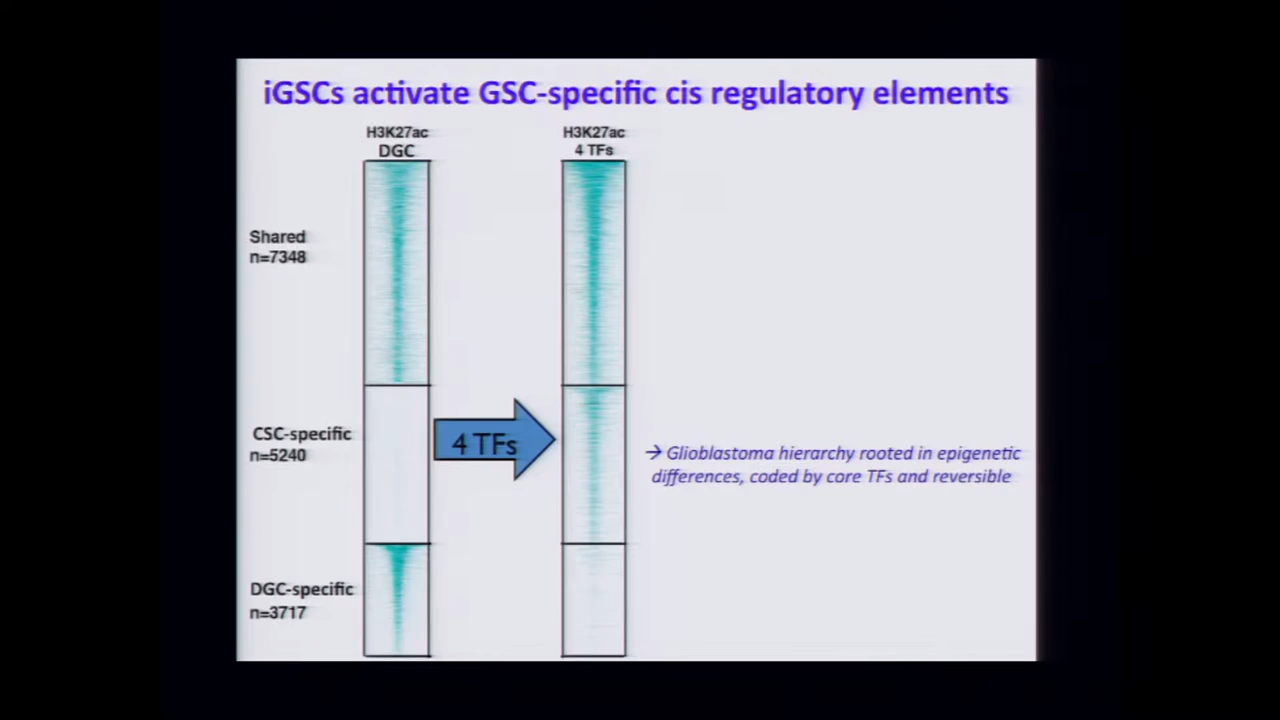 iGSCs activate GSC-specific cis regulatory elements
H3K27ac
DGC
H3K27ac
4 TFs
Shared
n=7348
CSC-specific
n=5240
4 TFs
→ Glioblastoma hierarchy rooted in epigenetic
differences, coded by core TFs and reversible
DGC-specific
n=3717